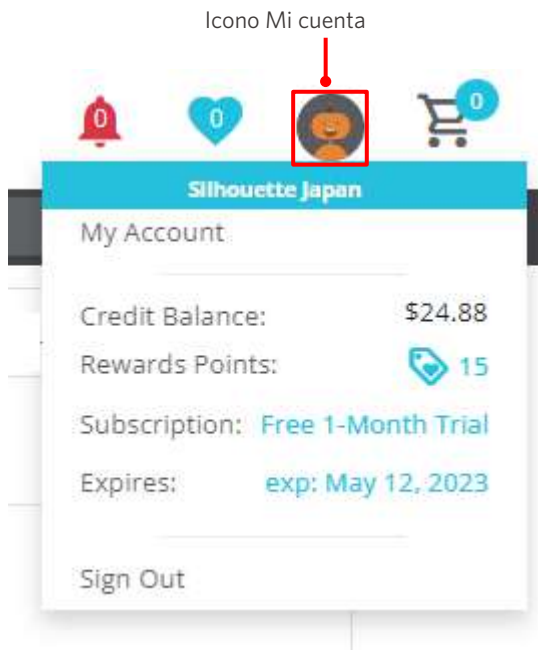 Icono Mi cuenta
0 0 0
Silhouette Japan
My Account
Credit Balance: $24.88
Rewards Points: 15
Subscription: Free 1-Month Trial
Expires: exp: May 12, 2023
Sign Out